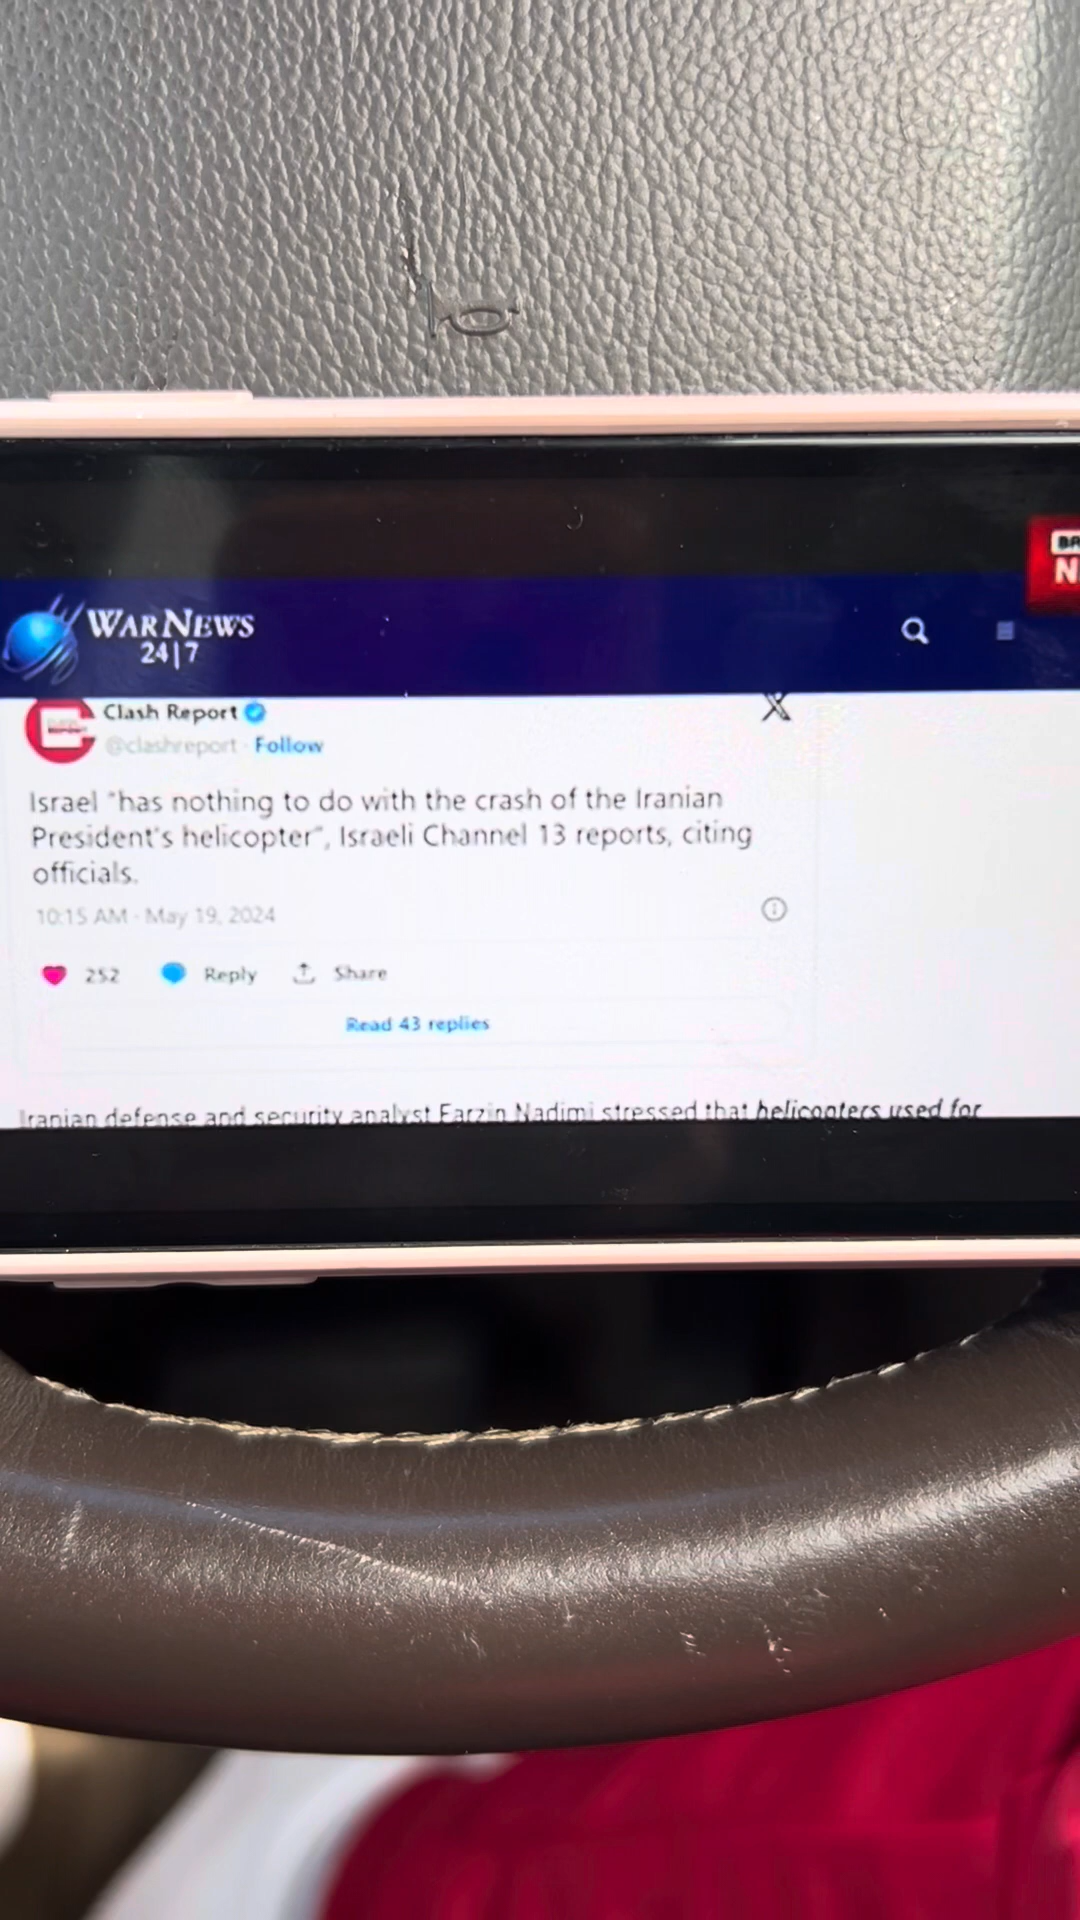 BR
N
WARNEWS
24|7
Clash Report
@clashreport · Follow
Israel "has nothing to do with the crash of the Iranian
President's helicopter", Israeli Channel 13 reports, citing
officials.
10:15 AM · May 19, 2024
252 Reply Share
Read 43 replies
Iranian defense and security analyst Farzin Nadimi stressed that helicopters used for